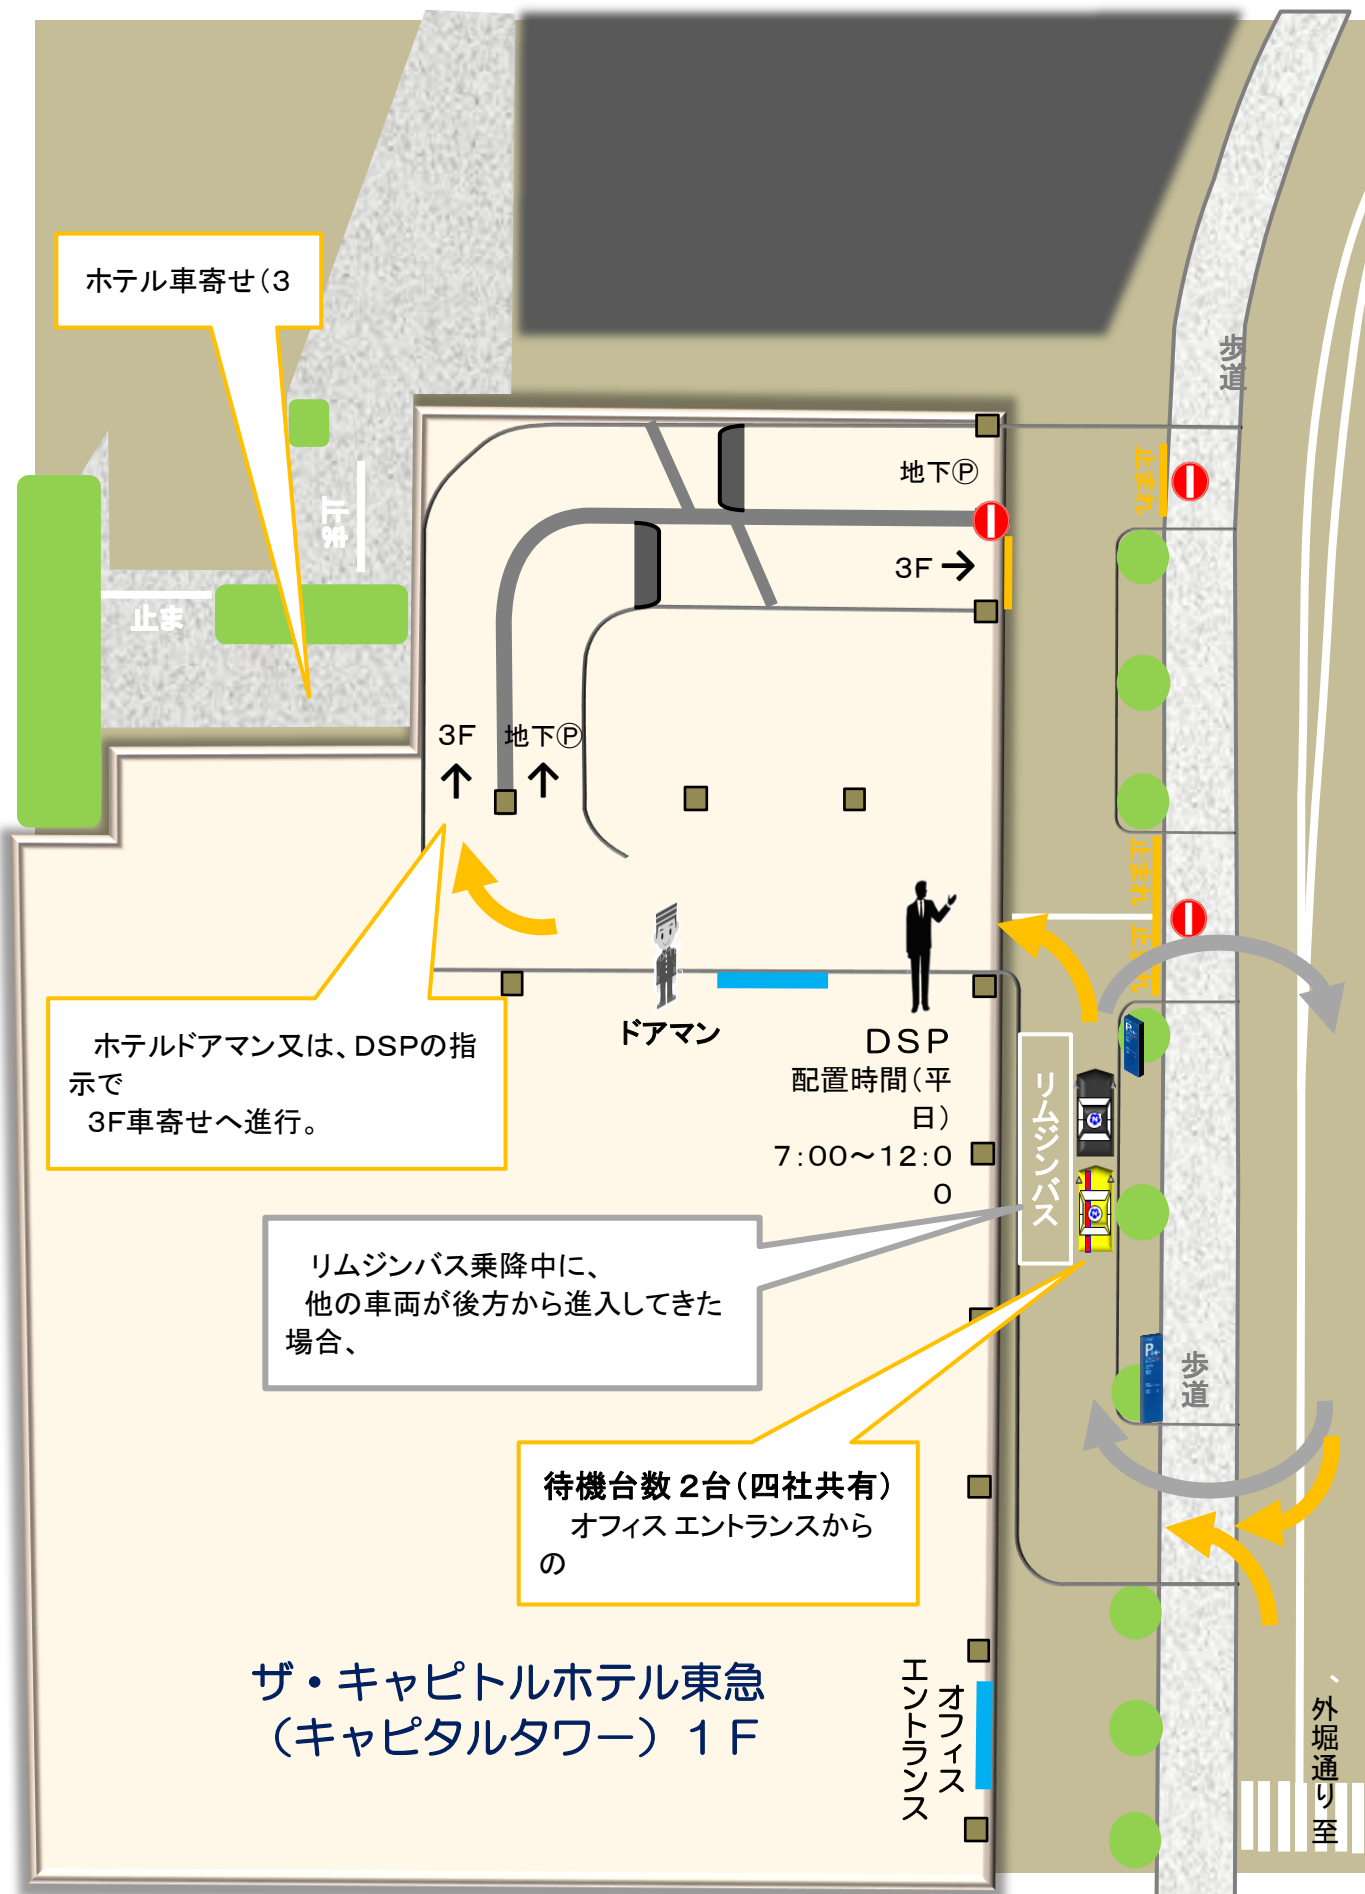 ホテル車寄せ（3
歩道
止まれ
地下Ⓟ
3F →
止ま
止ま
3F
地下Ⓟ
止まれ
止まれ
ドアマン
DSP
配置時間（平
日）
7：00～12：0
0
ホテルドアマン又は、DSPの指
示で
3F車寄せへ進行。
リムジンバス
リムジンバス乗降中に、
他の車両が後方から進入してきた
場合、
P
P
歩道
待機台数 2台（四社共有）
オフィス エントランスから
の
ザ・キャピトルホテル東急
（キャピタルタワー）１Ｆ
オフィス
エントランス
、外堀通り 至